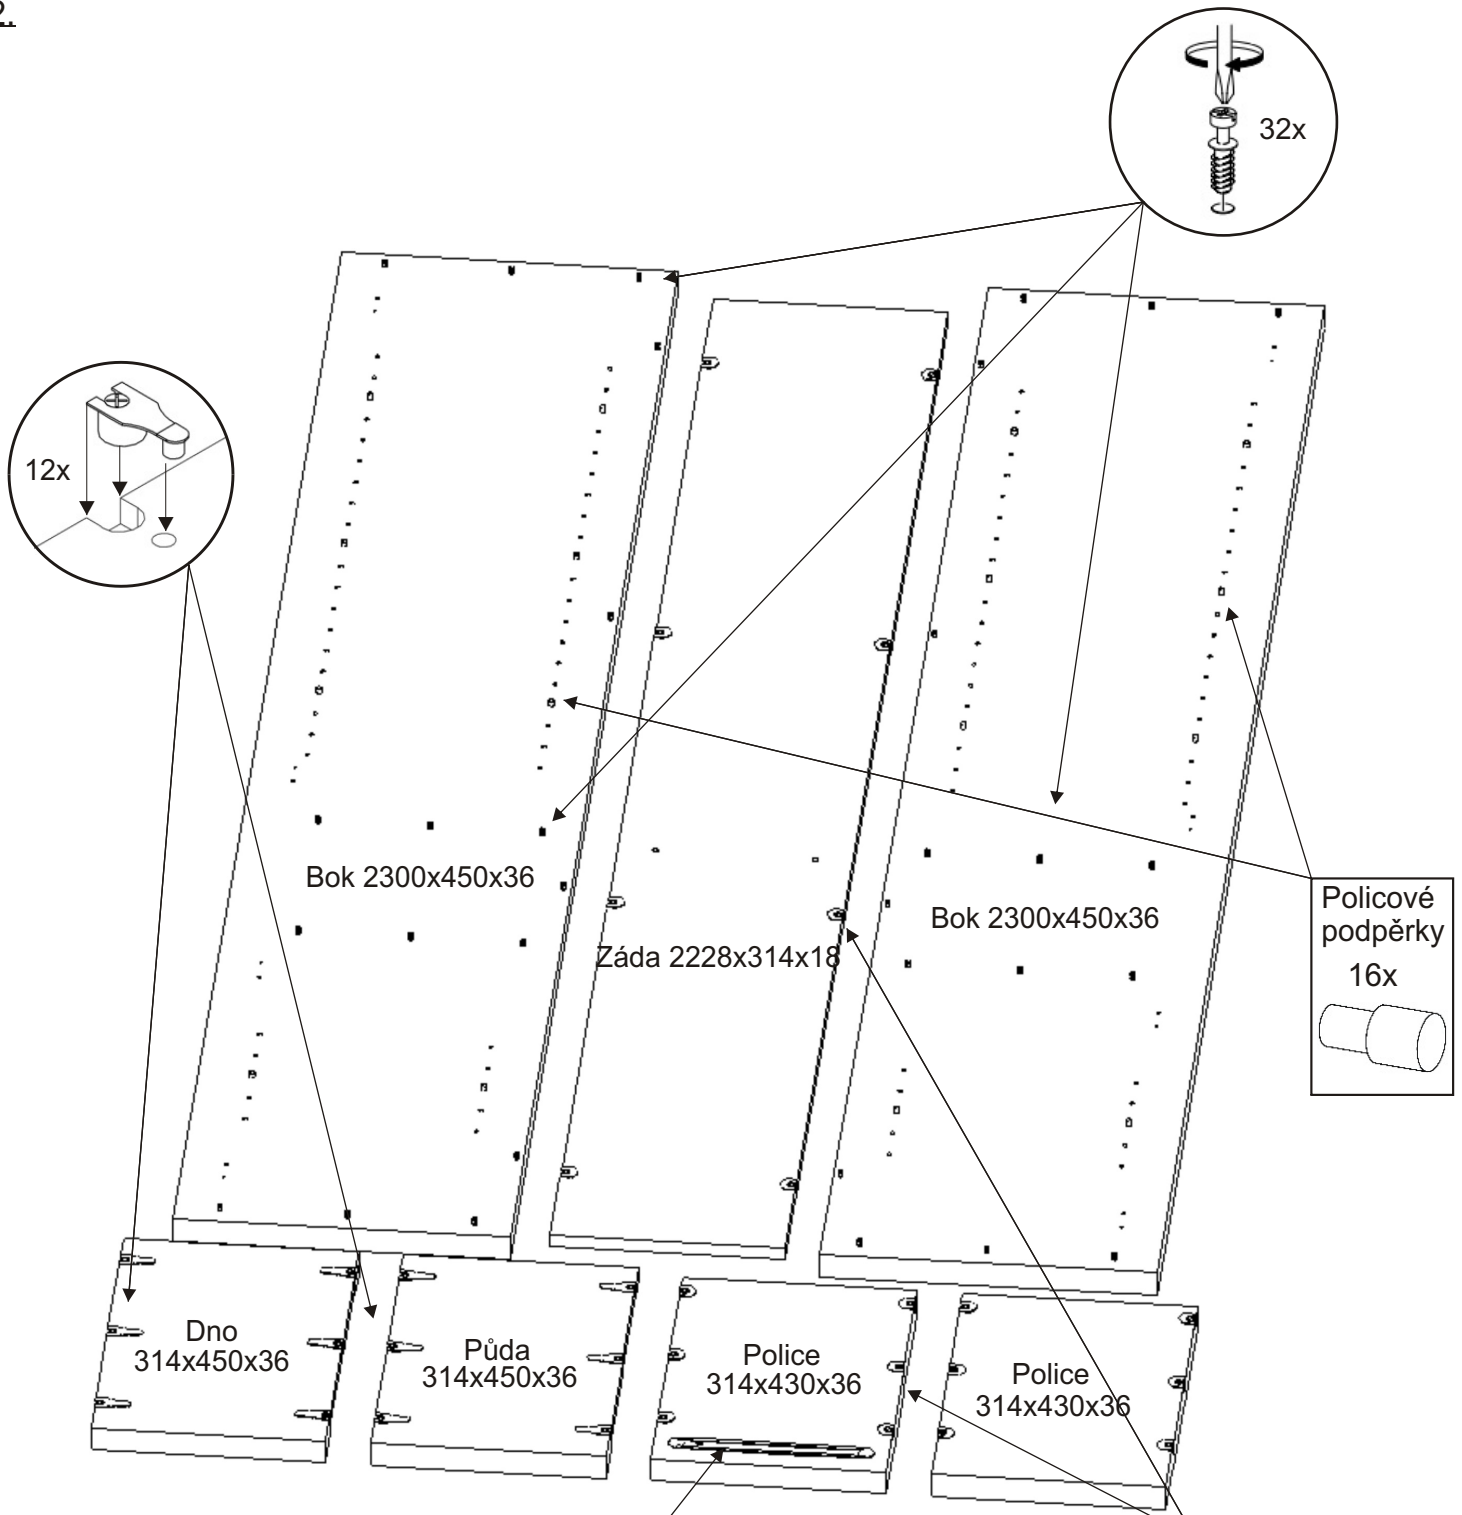 2.
32x
12x
Bok 2300x450x36
Záda 2228x314x18
Bok 2300x450x36
Policové
podpěrky
16x
Dno
314x450x36
Půda
314x450x36
Police
314x430x36
Police
314x430x36